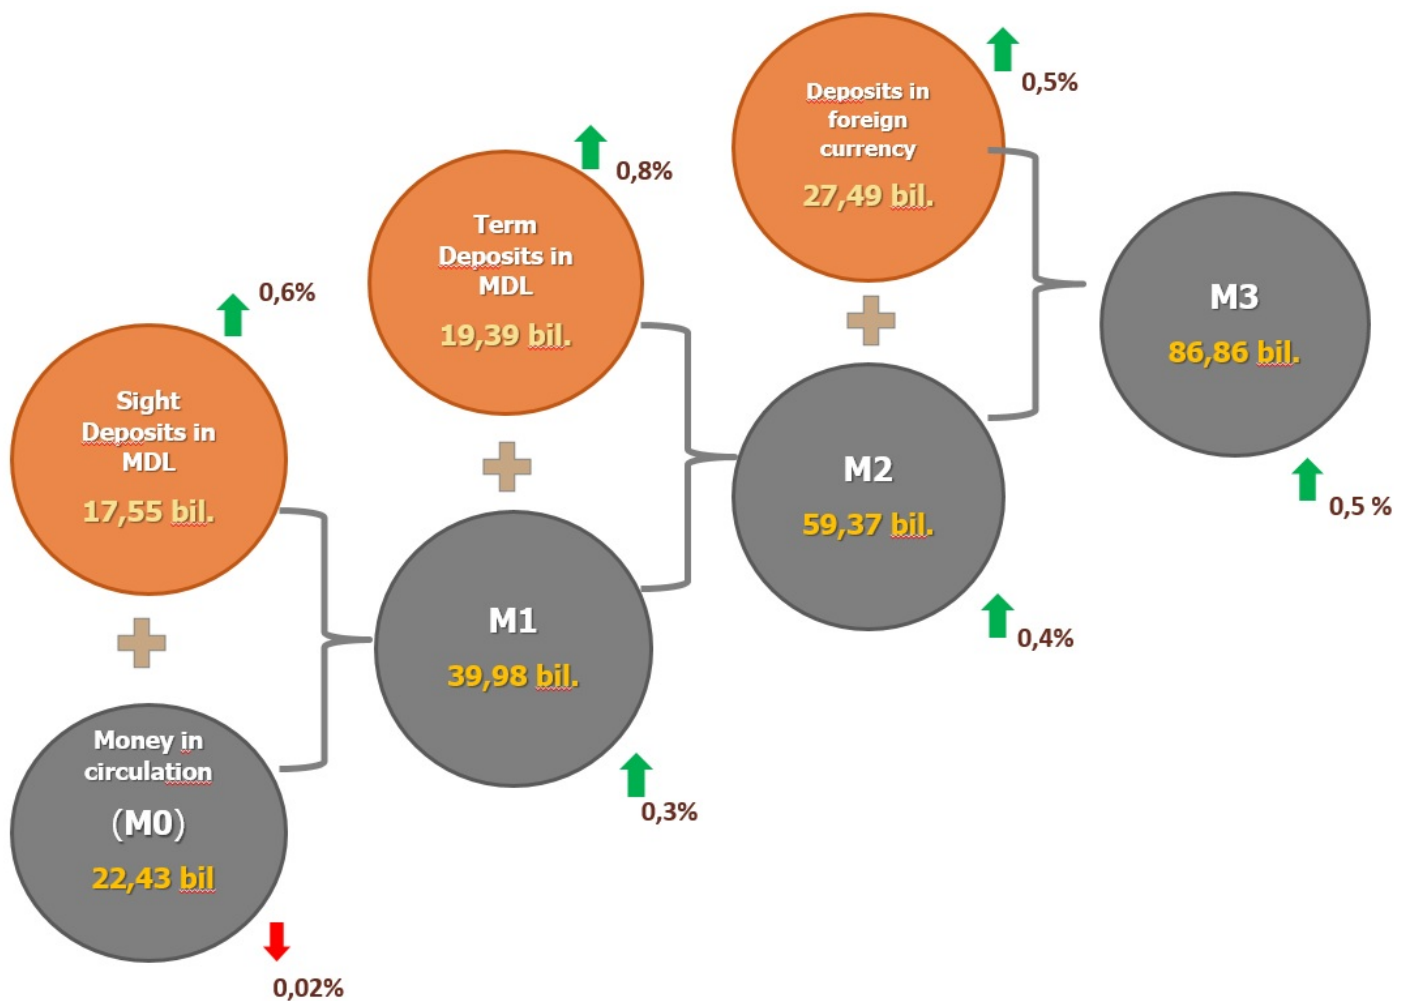 0,6%
Sight
Deposits in
MDL
17,55 bil.
Money in
circulation
(M0)
22,43 bil
0,02%
0,8%
Term
Deposits in
MDL
19,39 bil.
M1
39,98 bil.
0,3%
0,5%
Deposits in
foreign
currency
27,49 bil.
M2
59,37 bil.
0,4%
M3
86,86 bil.
0,5 %